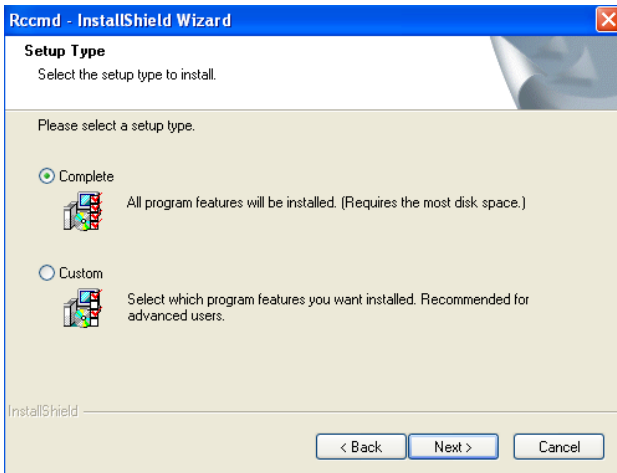 Rccmd - InstallShield Wizard
Setup Type
Select the setup type to install.
Please select a setup type.
Complete
All program features will be installed. (Requires the most disk space.)
Custom
Select which program features you want installed. Recommended for
advanced users.
InstallShield
< Back
Next >
Cancel